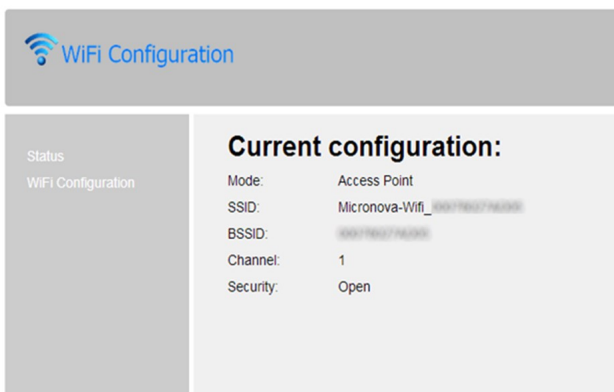 WiFi Configuration
Status
WiFi Configuration
Current configuration:
Mode: Access Point
SSID: Micronova-Wifi_
BSSID:
Channel: 1
Security: Open